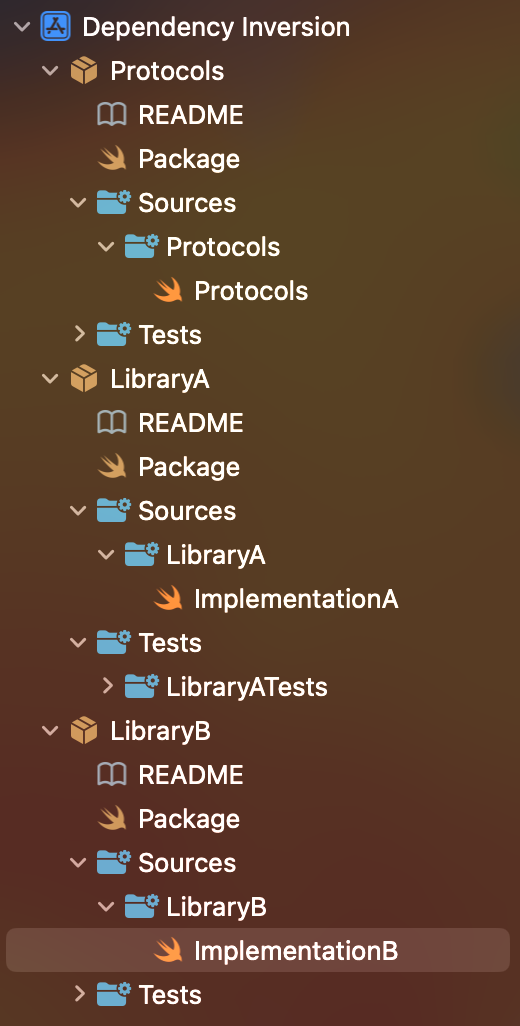 Dependency Inversion
Protocols
README
Package
Sources
Protocols
Protocols
Tests
LibraryA
README
Package
Sources
LibraryA
ImplementationA
Tests
LibraryATests
LibraryB
README
Package
Sources
LibraryB
ImplementationB
Tests